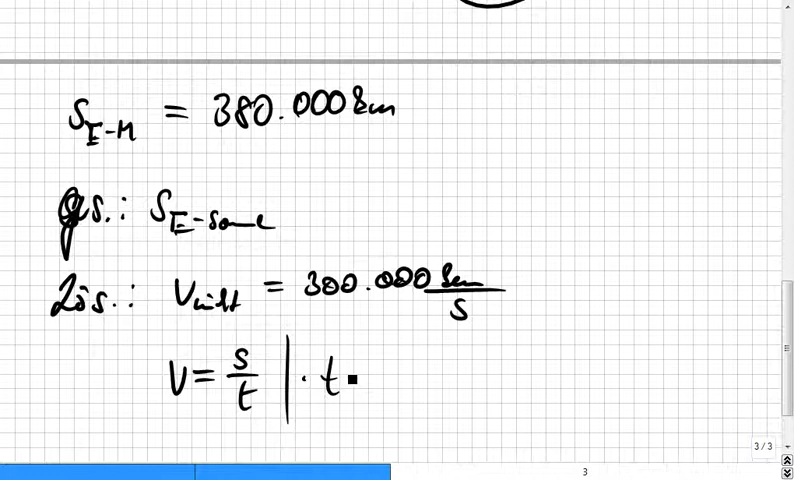 S_E-M = 380.000 km
ges.: S_E-Sonne
Lös.: V_Licht = 300.000 km/s
V = s/t | · t
3/3
3